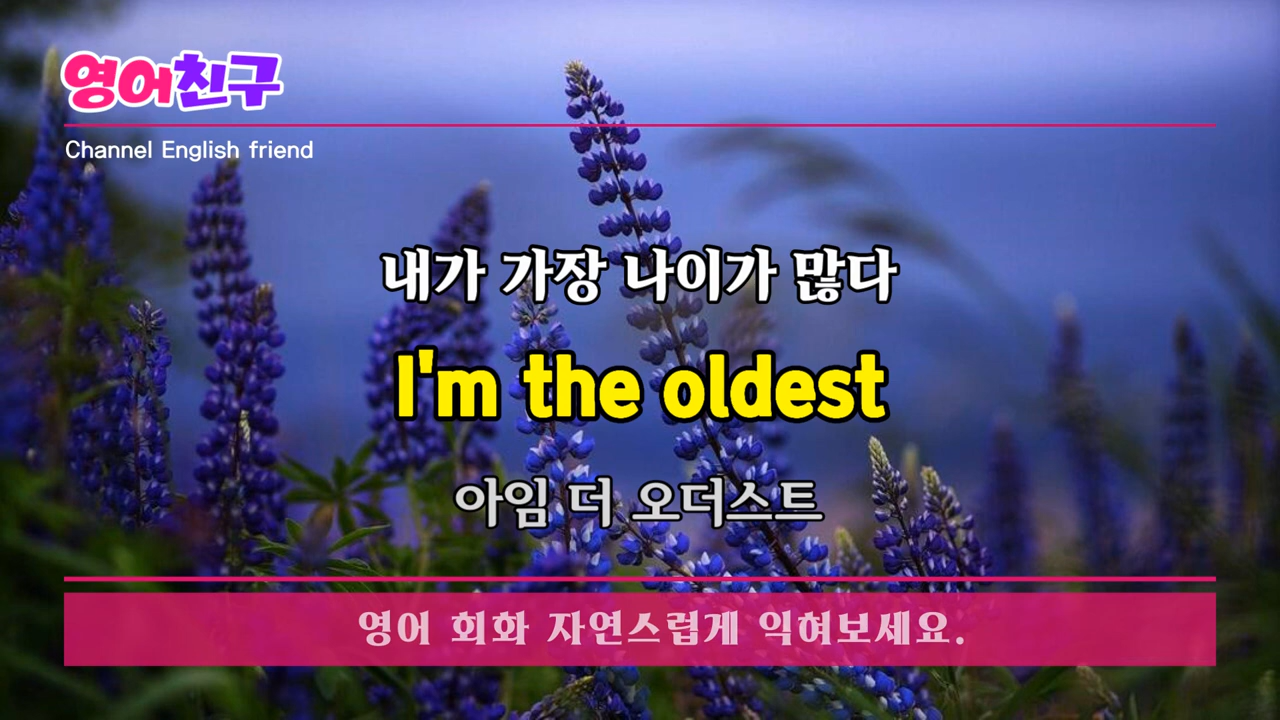 영어친구
Channel English friend
내가 가장 나이가 많다
I'm the oldest
아임 더 오더스트
영어 회화 자연스럽게 익혀보세요.